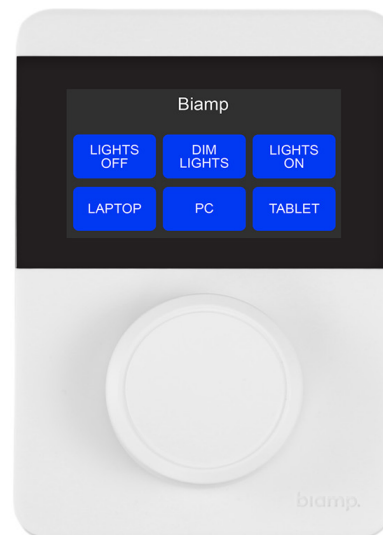 Biamp
LIGHTS
OFF
DIM
LIGHTS
LIGHTS
ON
LAPTOP
PC
TABLET
biamp.